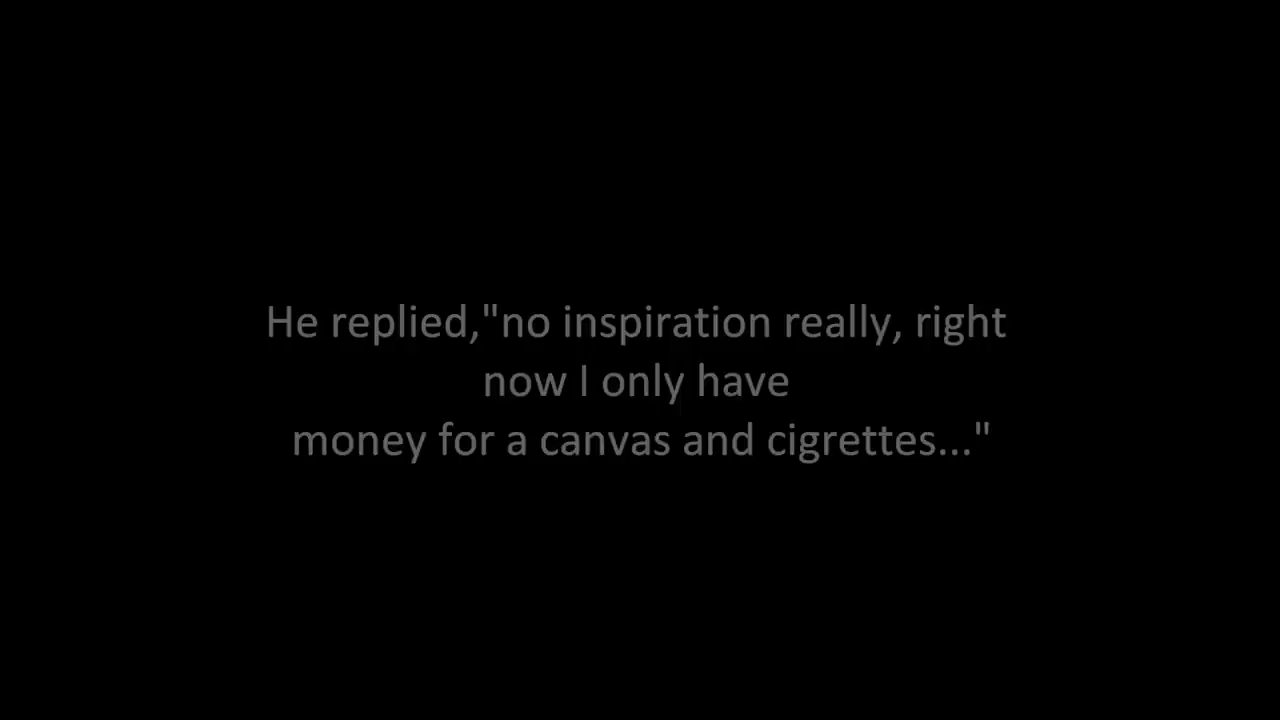 He replied,"no inspiration really, right
now I only have
money for a canvas and cigrettes..."